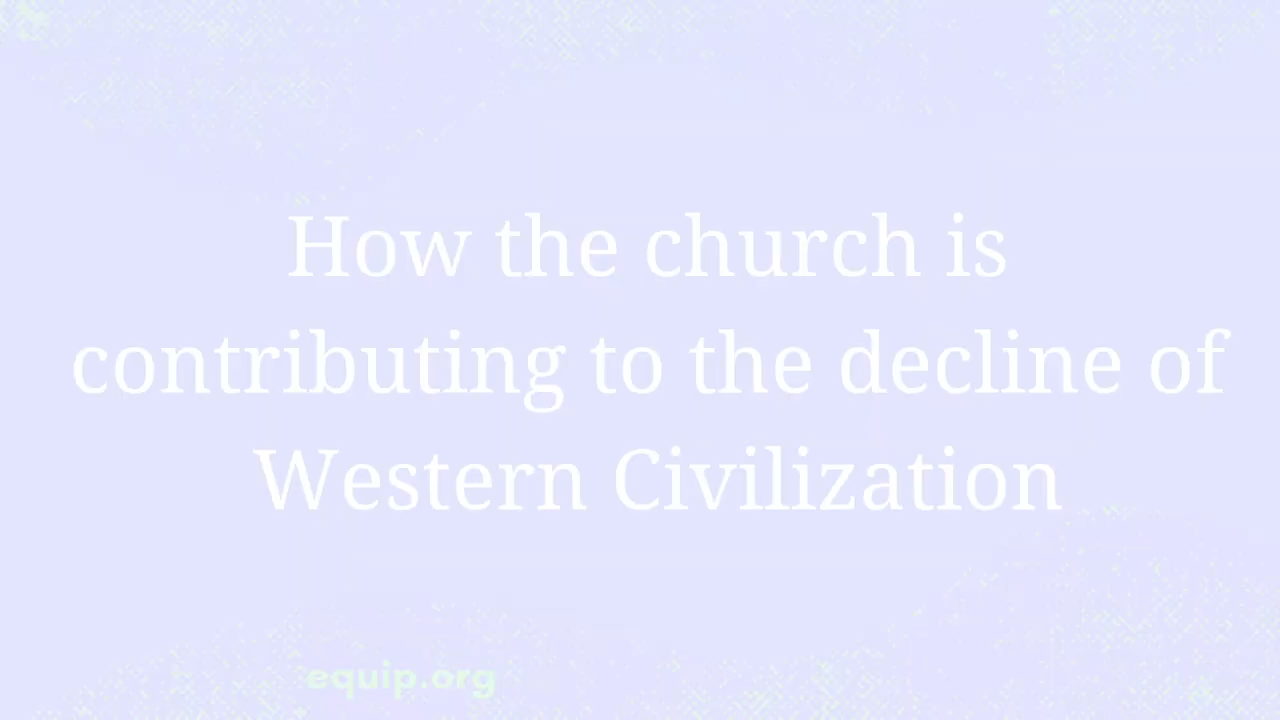 How the church is
contributing to the decline of
Western Civilization
equip.org